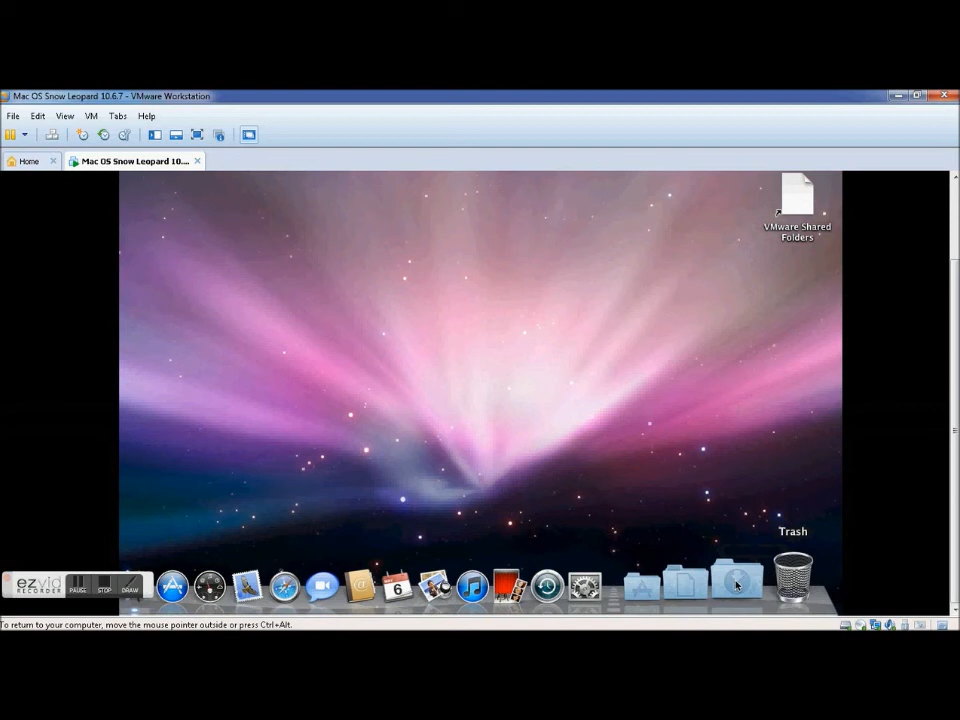 Mac OS Snow Leopard 10.6.7 - VMware Workstation
File Edit View VM Tabs Help
Home Mac OS Snow Leopard 10....
VMware Shared
Folders
Trash
ezvid
RECORDER
PAUSE STOP DRAW
6
To return to your computer, move the mouse pointer outside or press Ctrl+Alt.